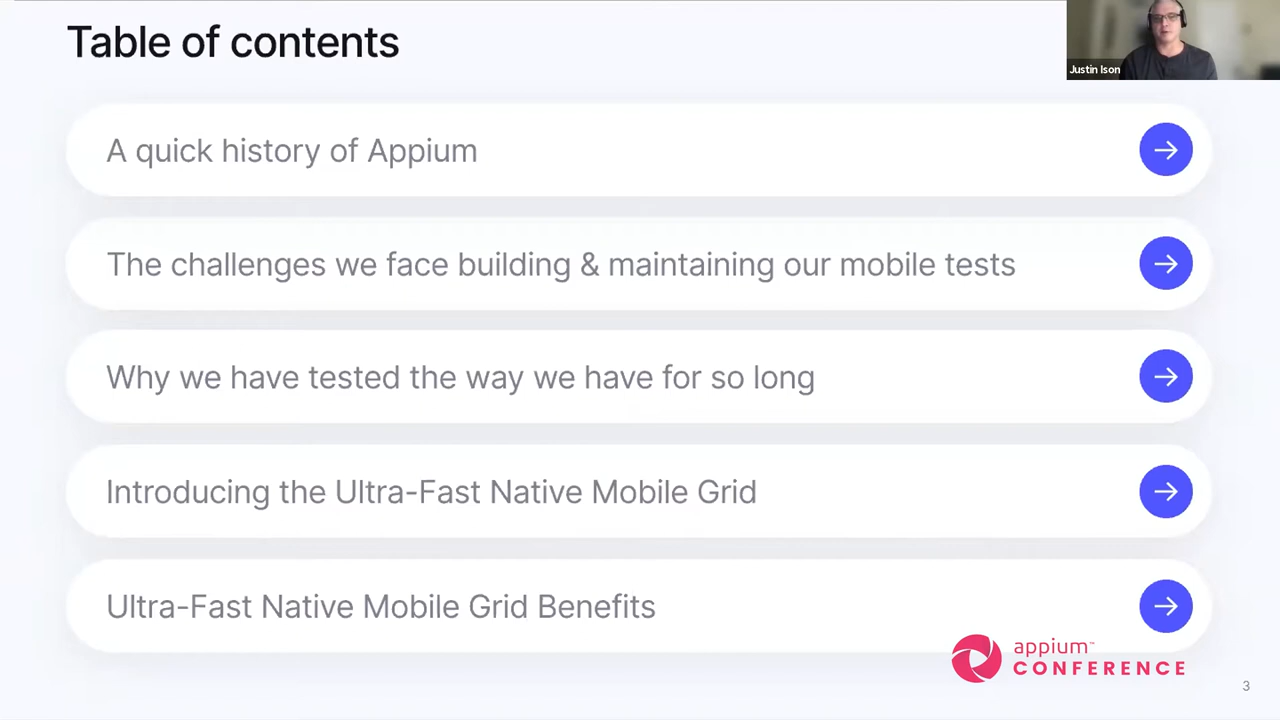 Table of contents
Justin Ison
A quick history of Appium
The challenges we face building & maintaining our mobile tests
Why we have tested the way we have for so long
Introducing the Ultra-Fast Native Mobile Grid
Ultra-Fast Native Mobile Grid Benefits
appium™
CONFERENCE
3